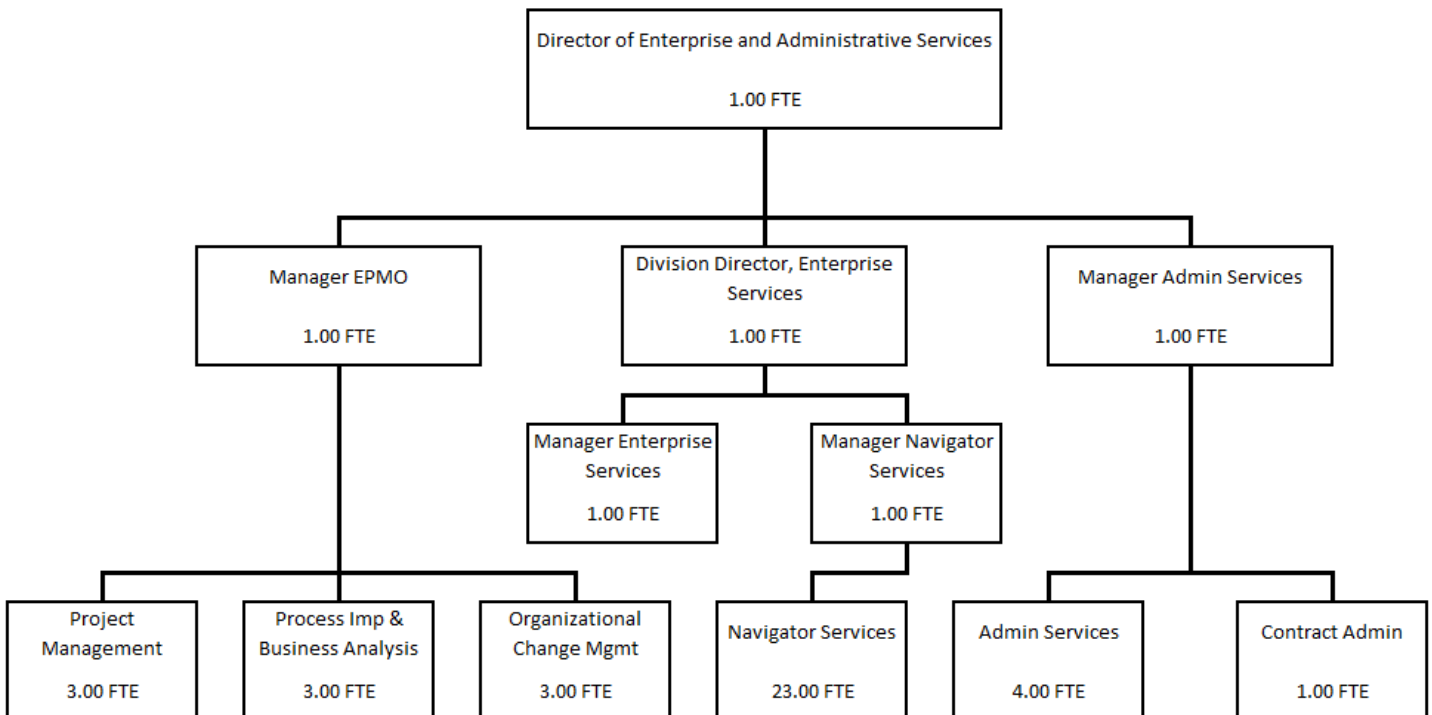 Director of Enterprise and Administrative Services
1.00 FTE
Manager EPMO
1.00 FTE
Division Director, Enterprise
Services
1.00 FTE
Manager Admin Services
1.00 FTE
Manager Enterprise
Services
1.00 FTE
Manager Navigator
Services
1.00 FTE
Project
Management
3.00 FTE
Process Imp &
Business Analysis
3.00 FTE
Organizational
Change Mgmt
3.00 FTE
Navigator Services
23.00 FTE
Admin Services
4.00 FTE
Contract Admin
1.00 FTE